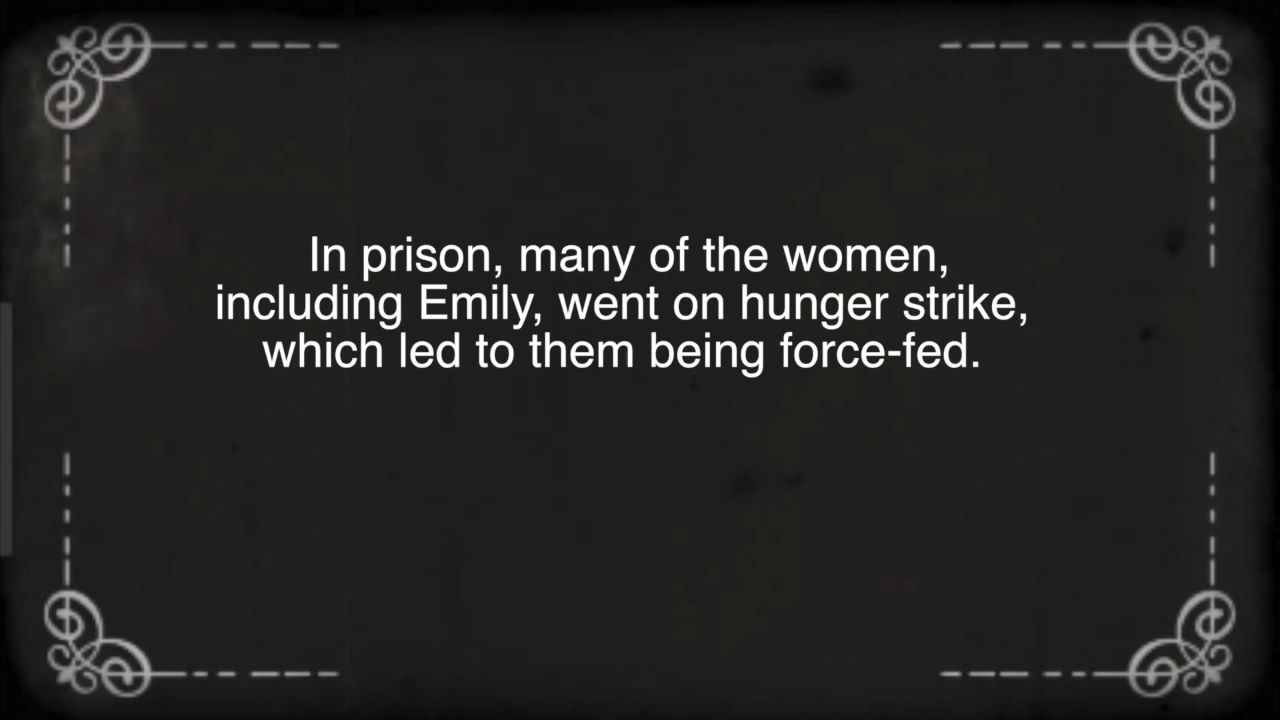 In prison, many of the women,
including Emily, went on hunger strike,
which led to them being force-fed.